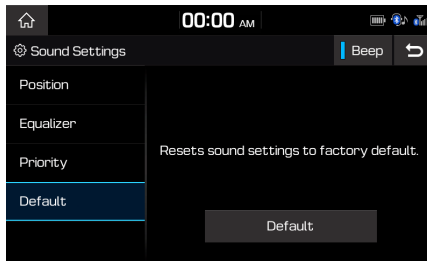 00:00 AM
Sound Settings
Beep
Position
Equalizer
Priority
Default
Resets sound settings to factory default.
Default